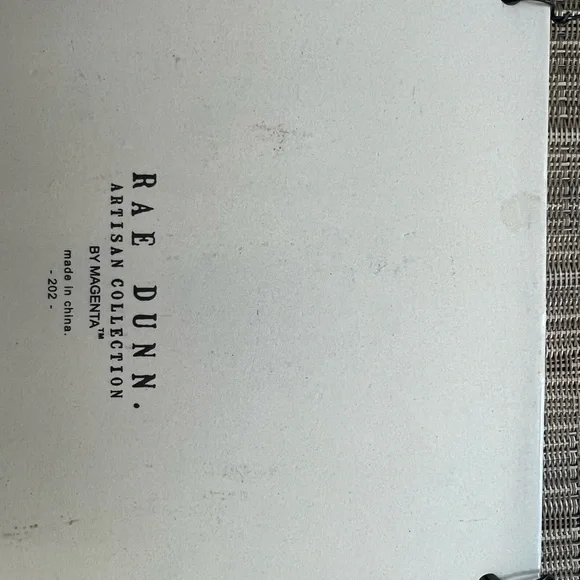 RAE DUNN.
ARTISAN COLLECTION
BY MAGENTA™
made in china.
- 202 -